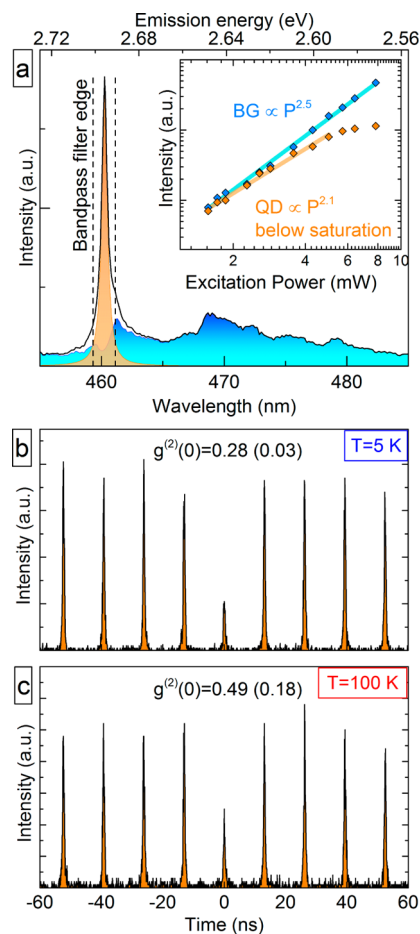 Emission energy (eV)
2.72 2.68 2.64 2.60 2.56
a
Intensity (a.u.)
Bandpass filter edge
Intensity (a.u.)
BG ∝ P^2.5
QD ∝ P^2.1
below saturation
2 4 6 8 10
Excitation Power (mW)
460 470 480
Wavelength (nm)
b
Intensity (a.u.)
g^(2)(0)=0.28 (0.03)
T=5 K
c
Intensity (a.u.)
g^(2)(0)=0.49 (0.18)
T=100 K
-60 -40 -20 0 20 40 60
Time (ns)